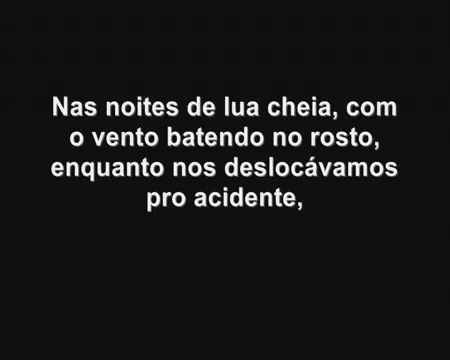 Nas noites de lua cheia, com
o vento batendo no rosto,
enquanto nos deslocávamos
pro acidente,